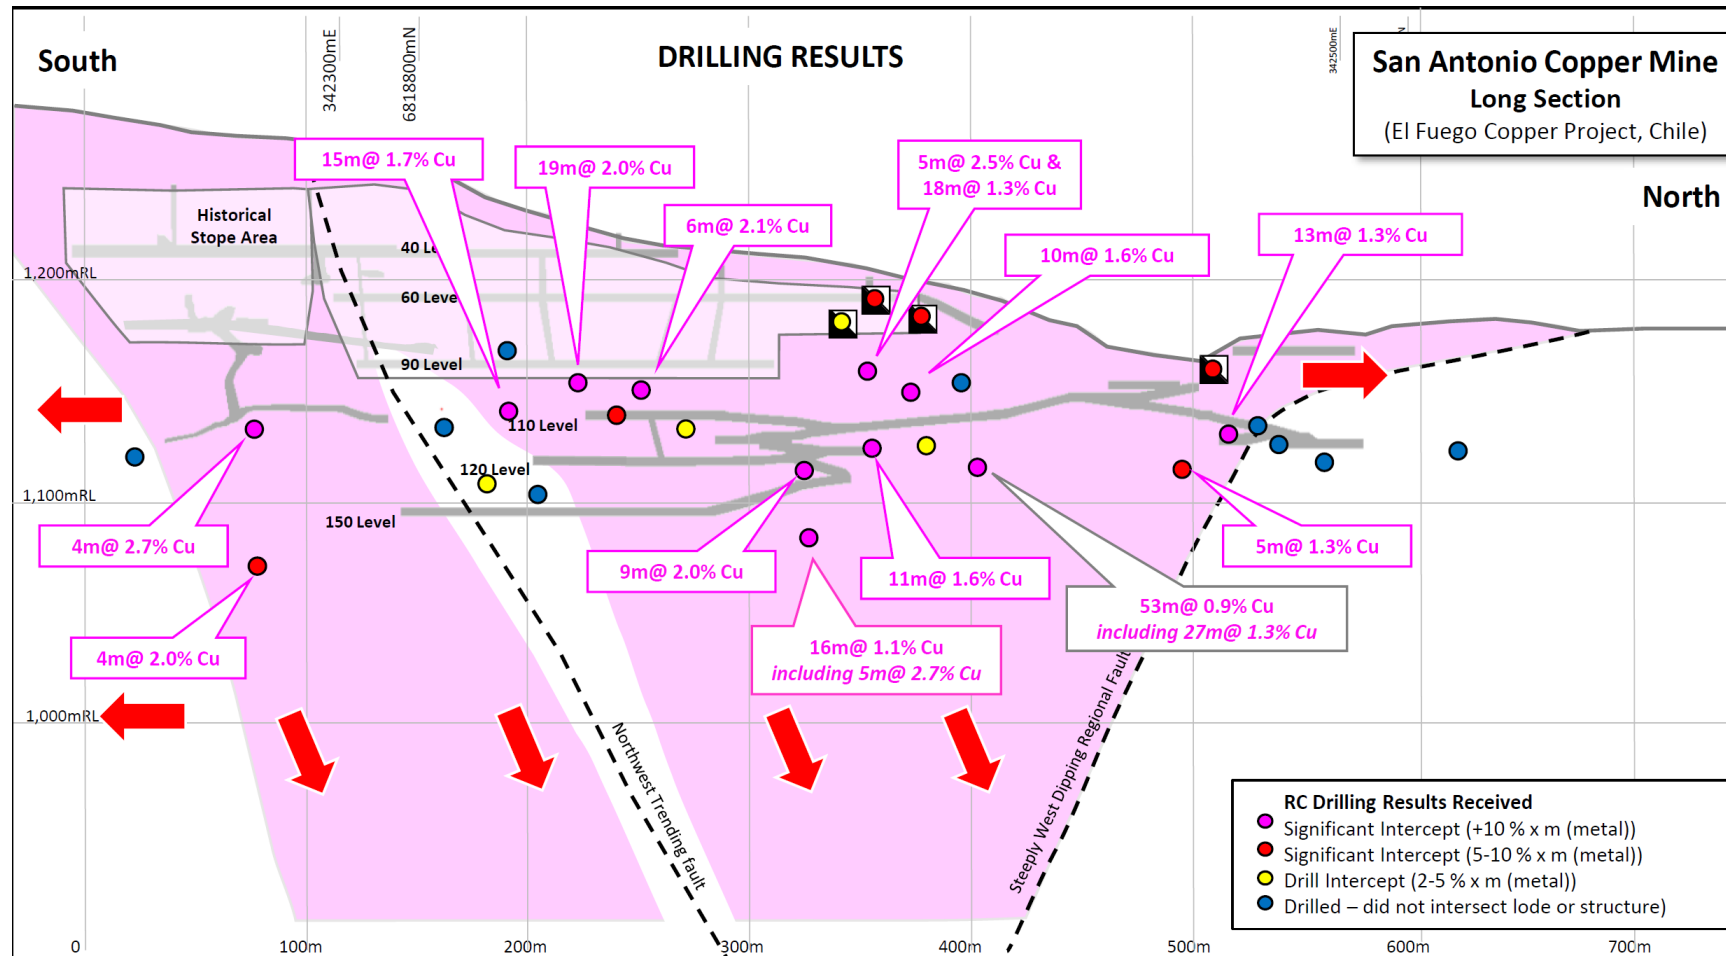 South
342300mE
6818800mN
DRILLING RESULTS
342500mE
N
San Antonio Copper Mine
Long Section
(El Fuego Copper Project, Chile)
North
15m@ 1.7% Cu
19m@ 2.0% Cu
5m@ 2.5% Cu &
18m@ 1.3% Cu
6m@ 2.1% Cu
10m@ 1.6% Cu
13m@ 1.3% Cu
Historical
Stope Area
40 Le
1,200mRL
60 Leve
90 Level
110 Level
120 Level
1,100mRL
150 Level
4m@ 2.7% Cu
9m@ 2.0% Cu
11m@ 1.6% Cu
5m@ 1.3% Cu
53m@ 0.9% Cu
including 27m@ 1.3% Cu
16m@ 1.1% Cu
including 5m@ 2.7% Cu
4m@ 2.0% Cu
1,000mRL
Northwest Trending fault
Steeply West Dipping Regional Fault
RC Drilling Results Received
Significant Intercept (+10 % x m (metal))
Significant Intercept (5-10 % x m (metal))
Drill Intercept (2-5 % x m (metal))
Drilled – did not intersect lode or structure)
0
100m
200m
300m
400m
500m
600m
700m